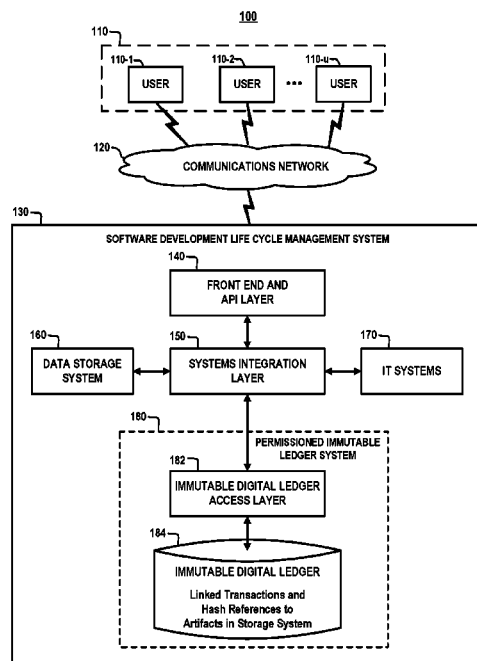 100
110
110-1
110-2
110-u
USER
USER
•••
USER
120
COMMUNICATIONS NETWORK
130
SOFTWARE DEVELOPMENT LIFE CYCLE MANAGEMENT SYSTEM
140
FRONT END AND
API LAYER
160
150
170
DATA STORAGE
SYSTEM
SYSTEMS INTEGRATION
LAYER
IT SYSTEMS
180
PERMISSIONED IMMUTABLE
LEDGER SYSTEM
182
IMMUTABLE DIGITAL LEDGER
ACCESS LAYER
184
IMMUTABLE DIGITAL LEDGER
Linked Transactions and
Hash References to
Artifacts in Storage System